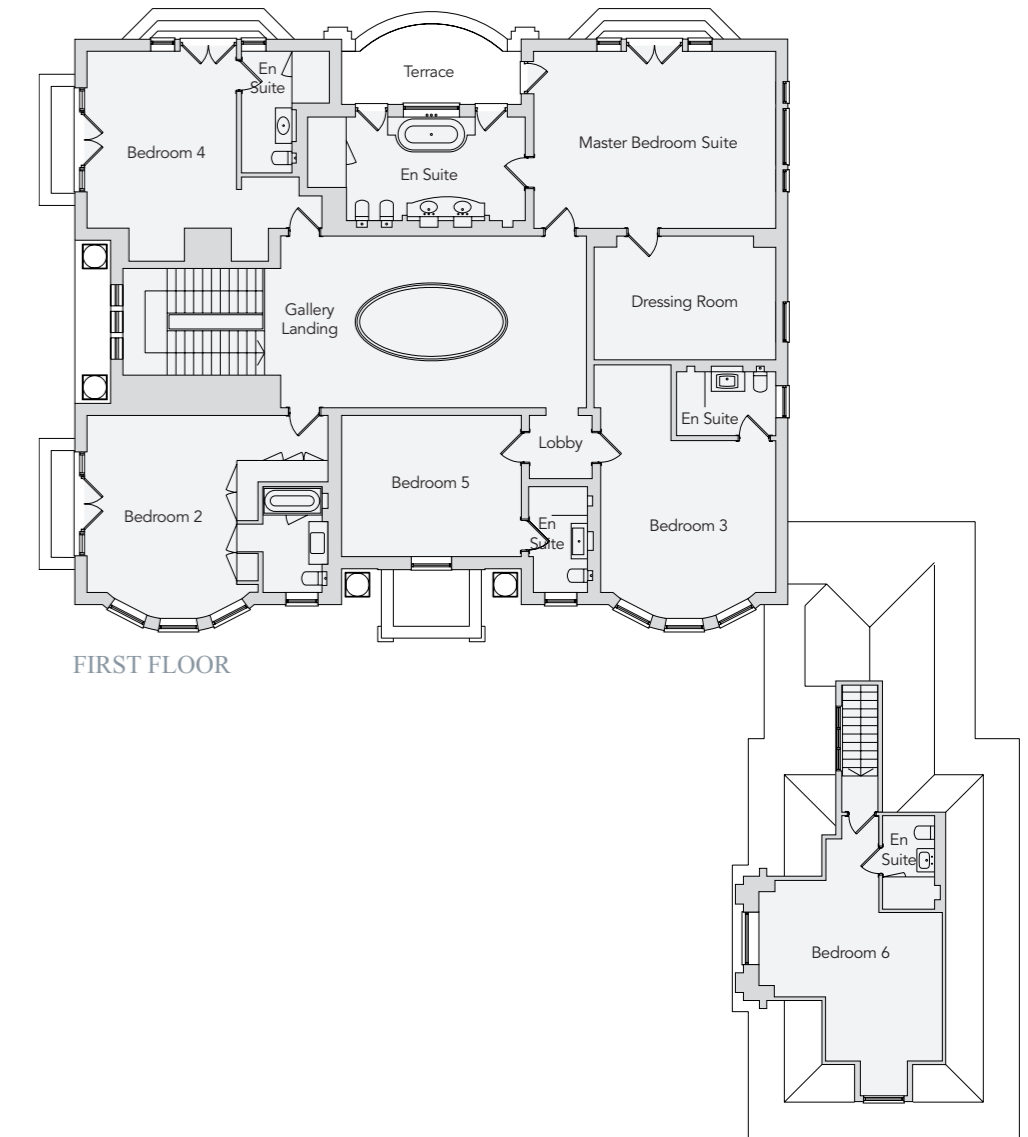 En
Suite
Terrace
Bedroom 4
Master Bedroom Suite
En Suite
Gallery
Landing
Dressing Room
En Suite
Lobby
Bedroom 5
Bedroom 2
En
Suite
Bedroom 3
FIRST FLOOR
En
Suite
Bedroom 6